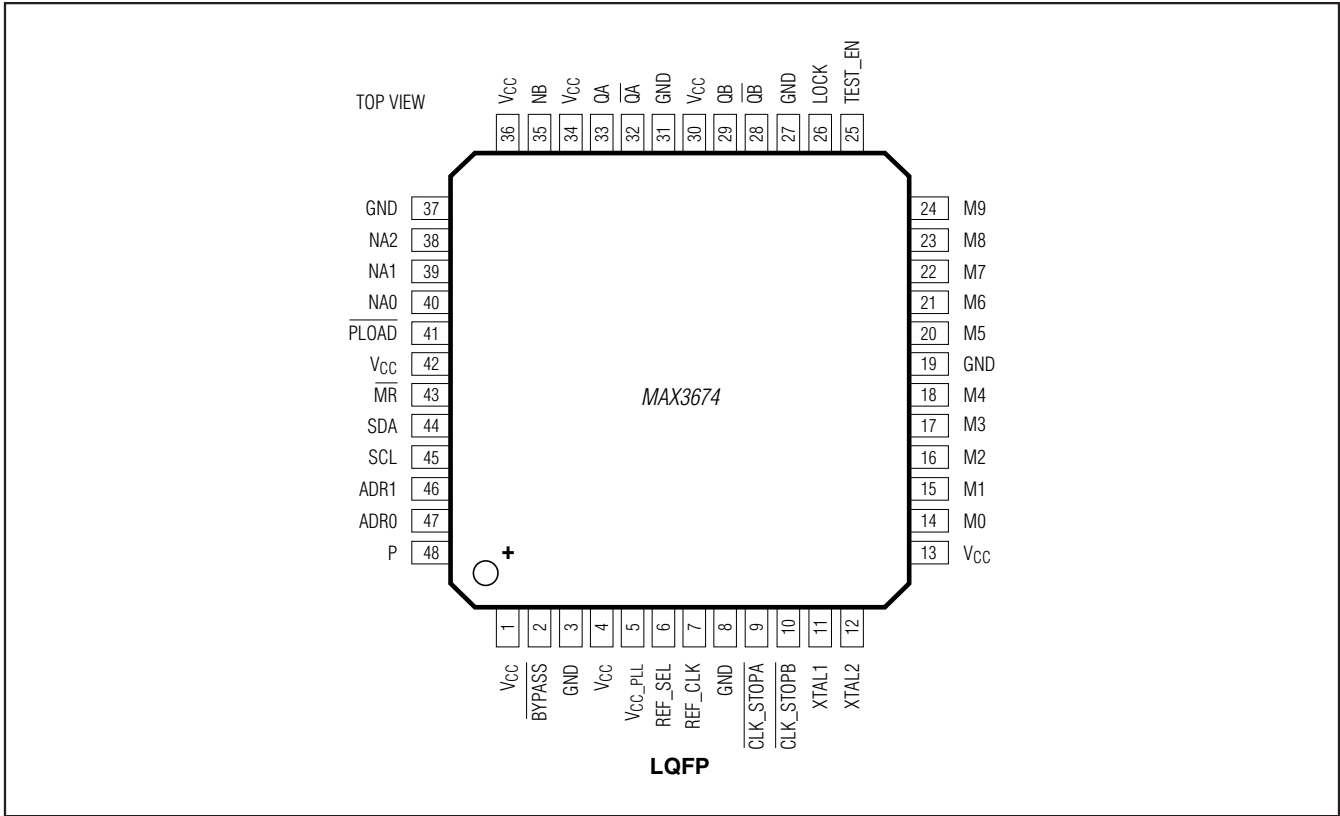 TOP VIEW
VCC
NB
VCC
QA
QA
GND
VCC
QB
QB
GND
LOCK
TEST_EN
36
35
34
33
32
31
30
29
28
27
26
25
GND 37
NA2 38
NA1 39
NA0 40
PLOAD 41
VCC 42
MR 43
SDA 44
SCL 45
ADR1 46
ADR0 47
P 48
24 M9
23 M8
22 M7
21 M6
20 M5
19 GND
18 M4
17 M3
16 M2
15 M1
14 M0
13 VCC
MAX3674
+
1
2
3
4
5
6
7
8
9
10
11
12
VCC
BYPASS
GND
VCC
VCC_PLL
REF_SEL
REF_CLK
GND
CLK_STOPA
CLK_STOPB
XTAL1
XTAL2
LQFP